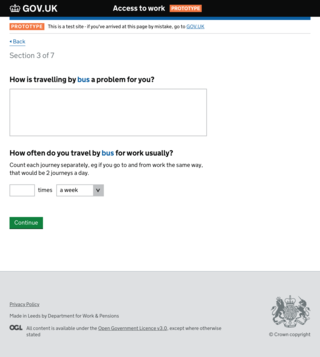 GOV.UK
Access to work PROTOTYPE
PROTOTYPE This is a test site - if you've arrived at this page by mistake, go to GOV.UK
Back
Section 3 of 7
How is travelling by bus a problem for you?
How often do you travel by bus for work usually?
Count each journey separately, eg if you go to and from work the same way,
that would be 2 journeys a day.
times a week
Continue
Privacy Policy
Made in Leeds by Department for Work & Pensions
OGL All content is available under the Open Government Licence v3.0, except where otherwise
stated
© Crown copyright